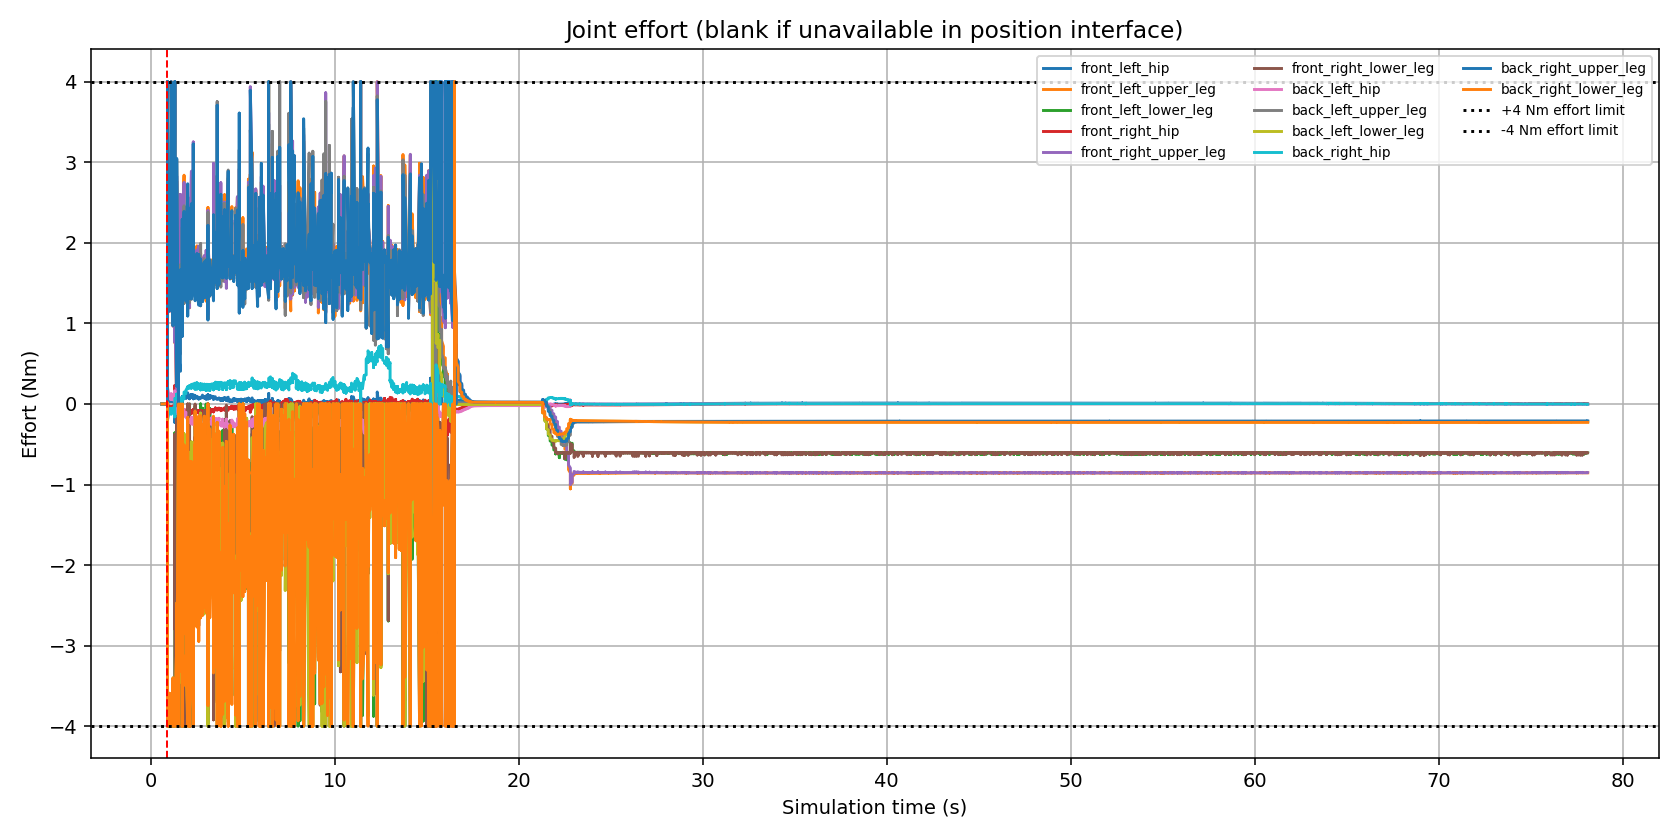 Joint effort (blank if unavailable in position interface)
front_left_hip
front_left_upper_leg
front_left_lower_leg
front_right_hip
front_right_upper_leg
front_right_lower_leg
back_left_hip
back_left_upper_leg
back_left_lower_leg
back_right_hip
back_right_upper_leg
back_right_lower_leg
+4 Nm effort limit
-4 Nm effort limit
Effort (Nm)
4
3
2
1
0
−1
−2
−3
−4
0 10 20 30 40 50 60 70 80
Simulation time (s)